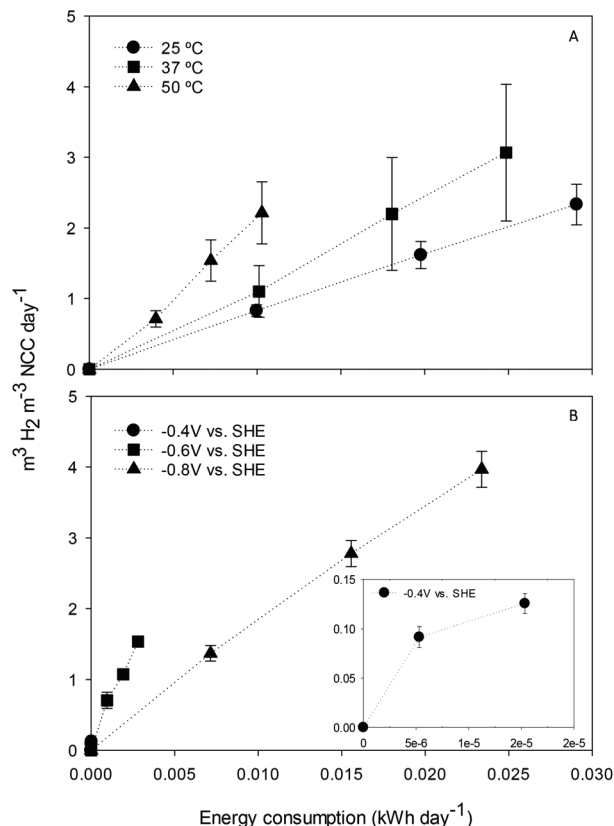 5
A
25 ºC
37 ºC
50 ºC
4
3
2
1
0
m³ H₂ m⁻³ NCC day⁻¹
5
B
-0.4V vs. SHE
-0.6V vs. SHE
-0.8V vs. SHE
4
3
2
1
0
0.15
-0.4V vs. SHE
0.10
0.05
0.00
0 5e-6 1e-5 2e-5 2e-5
0.000 0.005 0.010 0.015 0.020 0.025 0.030
Energy consumption (kWh day⁻¹)